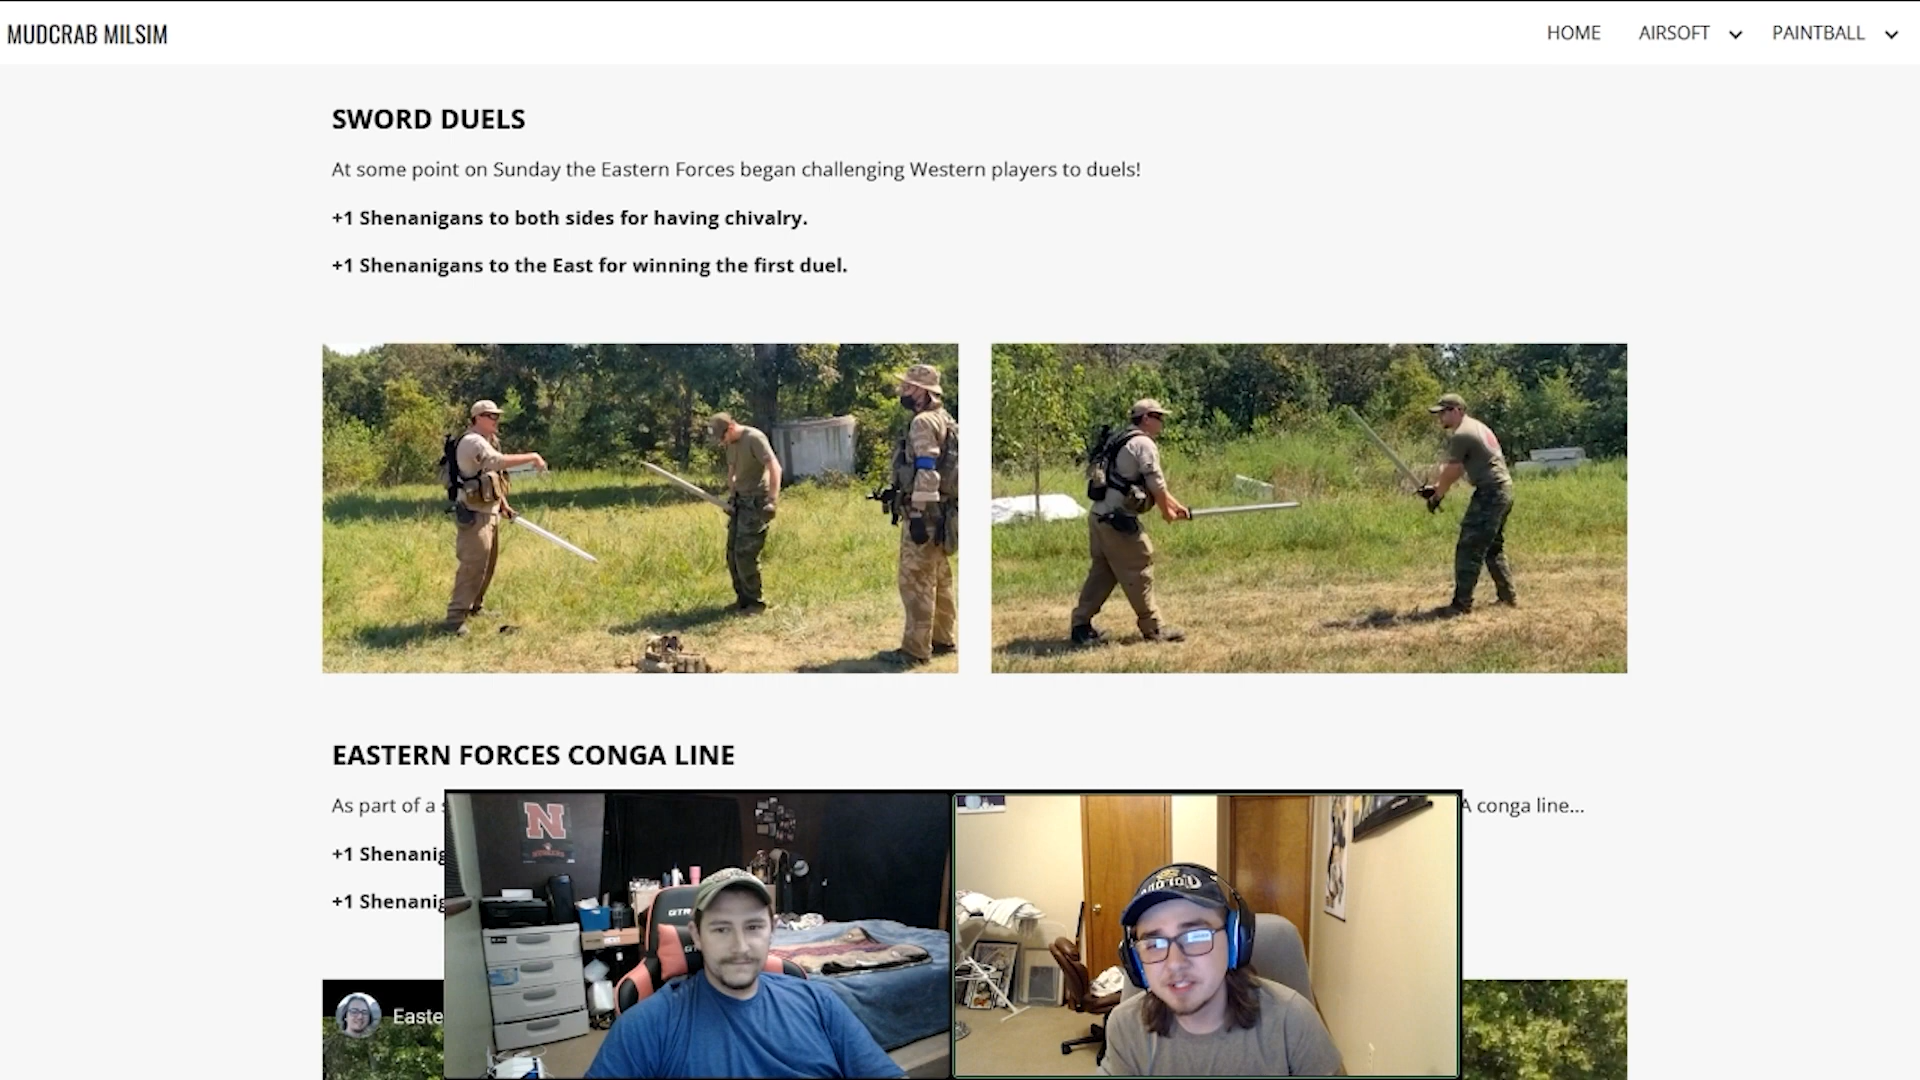 MUDCRAB MILSIM
HOME AIRSOFT PAINTBALL
SWORD DUELS
At some point on Sunday the Eastern Forces began challenging Western players to duels!
+1 Shenanigans to both sides for having chivalry.
+1 Shenanigans to the East for winning the first duel.
EASTERN FORCES CONGA LINE
As part of a s
A conga line...
+1 Shenanig
+1 Shenanig
N
HUSKERS
GTR
Easte